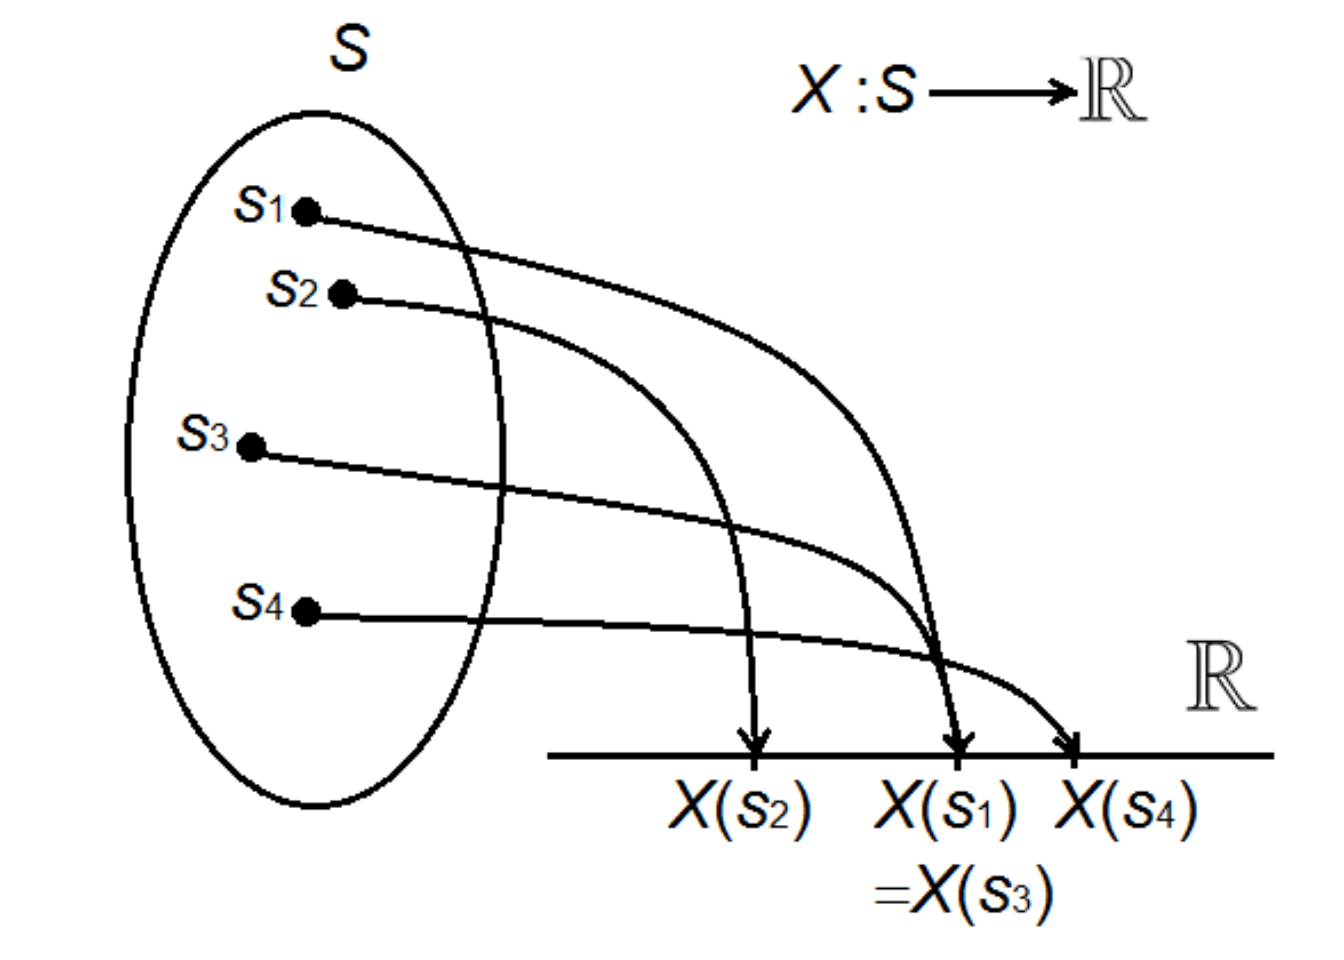 S
X : S ⟶ ℝ
s1
s2
s3
s4
ℝ
X(s2) X(s1) X(s4)
=X(s3)